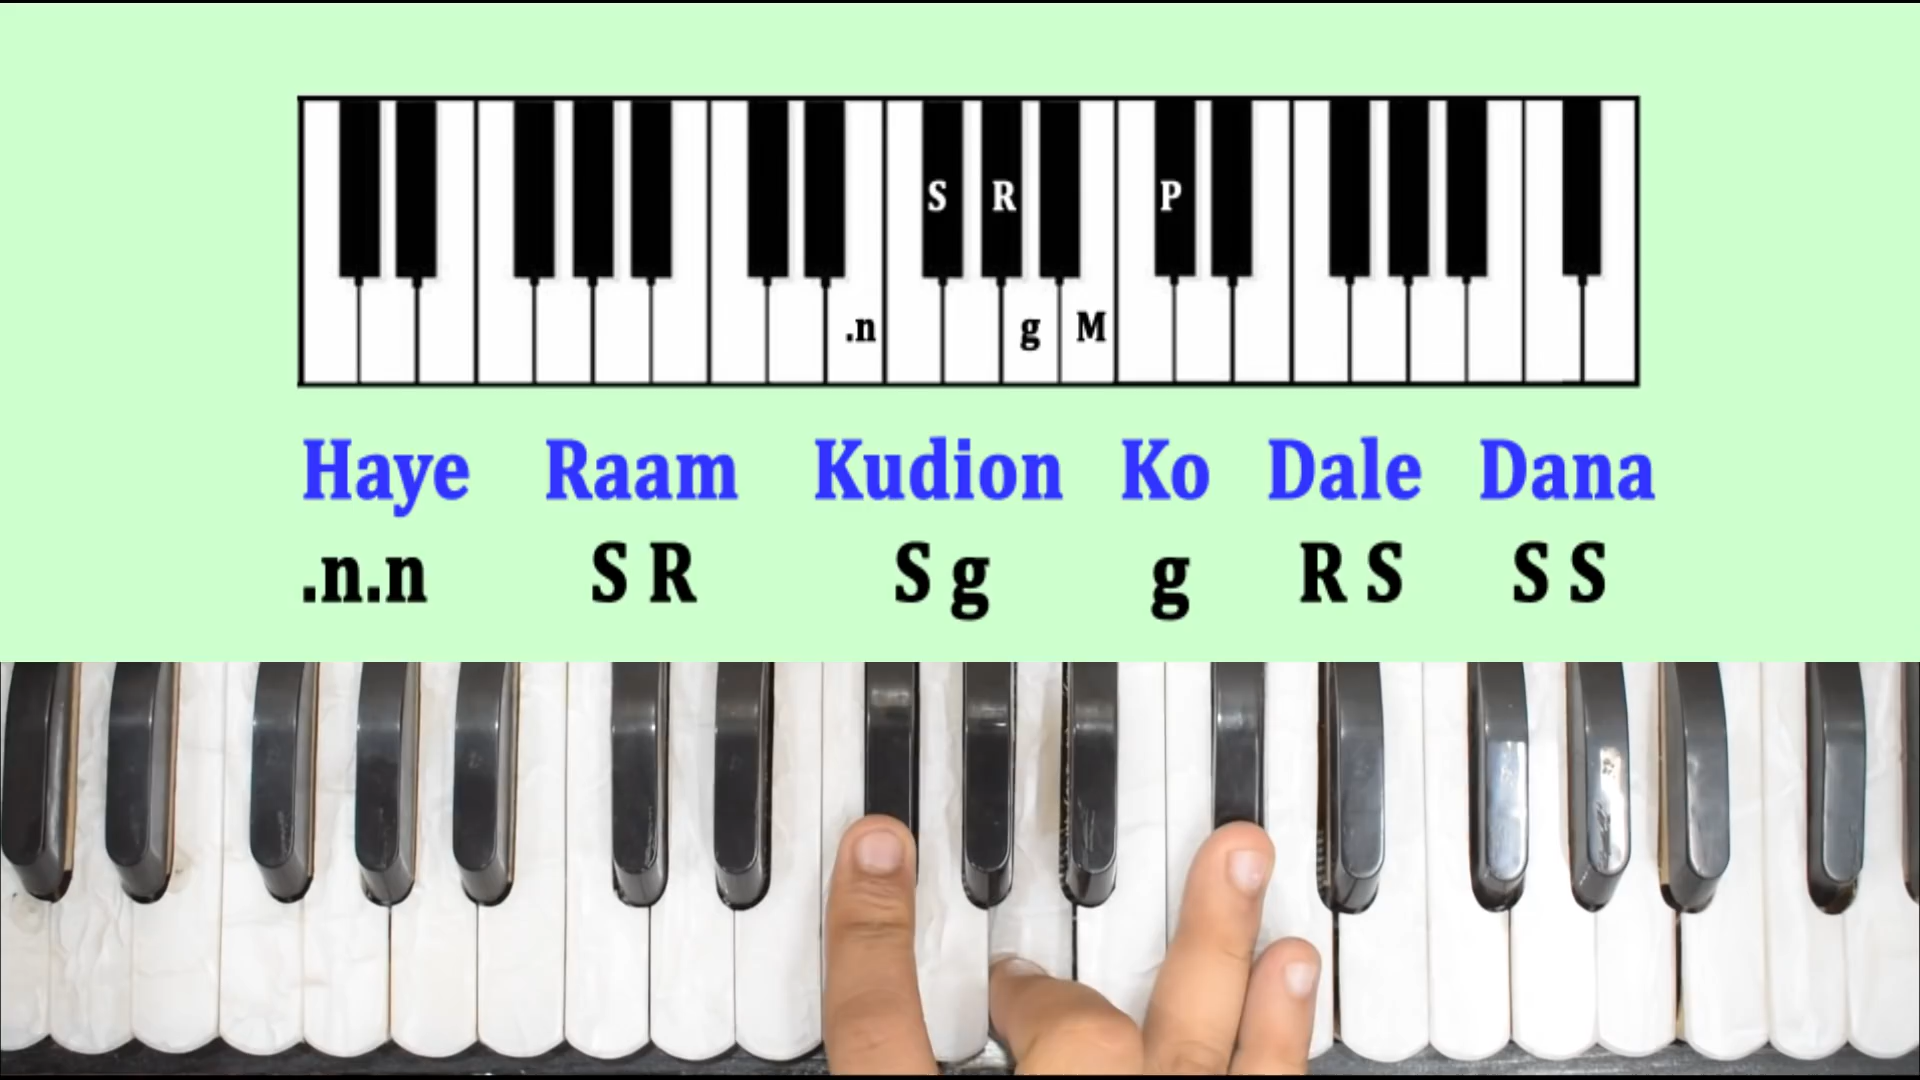 S R P
.n g M
Haye Raam Kudion Ko Dale Dana
.n.n S R S g g R S S S